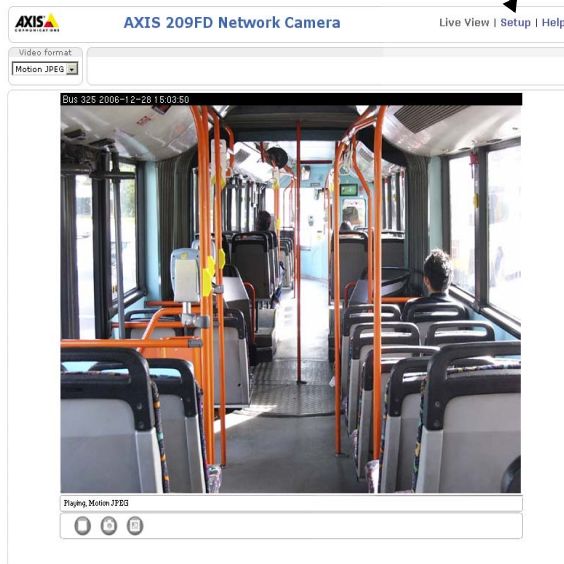 AXIS
COMMUNICATIONS
AXIS 209FD Network Camera
Live View | Setup | Help
Video format
Motion JPEG
Bus 325 2006-12-28 15:03:50
Playing, Motion JPEG